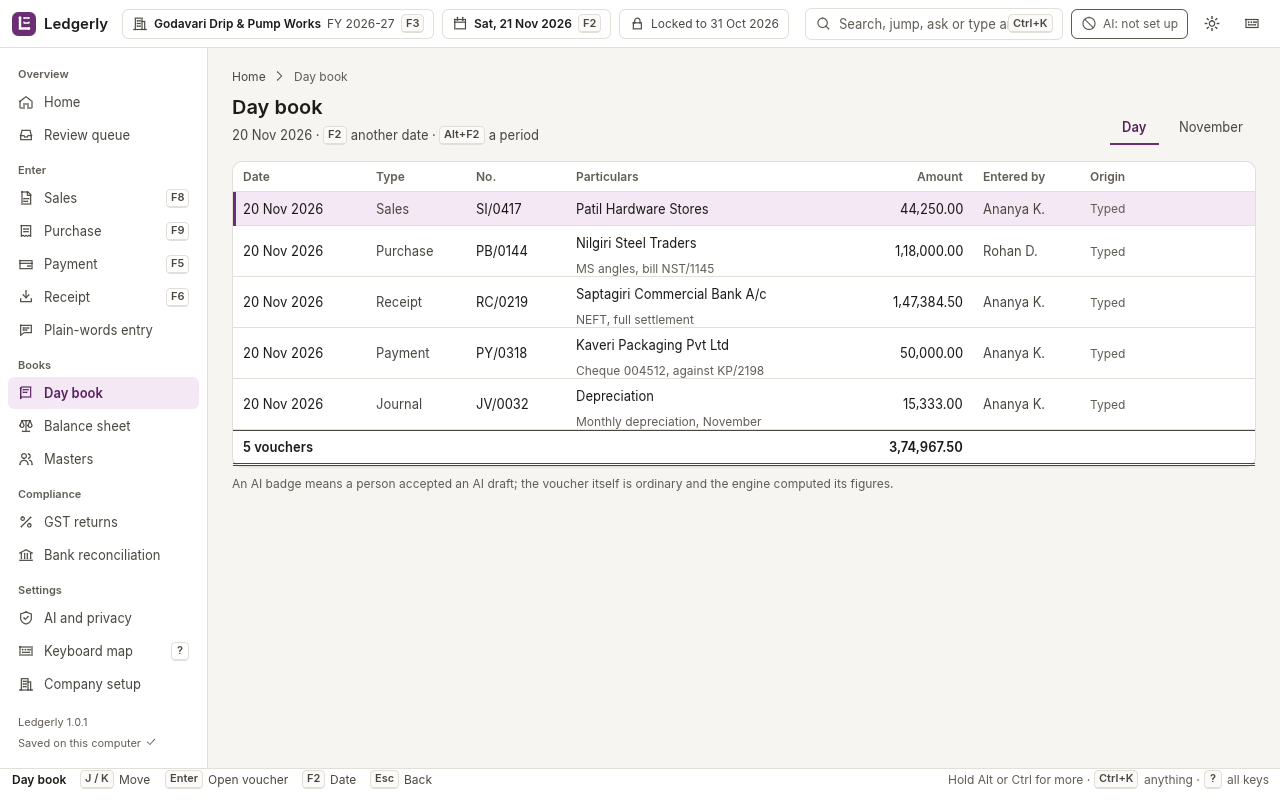 Ledgerly
Godavari Drip & Pump Works FY 2026-27 F3
Sat, 21 Nov 2026 F2
Locked to 31 Oct 2026
Search, jump, ask or type a Ctrl+K
AI: not set up
Overview
Home
Review queue
Enter
Sales F8
Purchase F9
Payment F5
Receipt F6
Plain-words entry
Books
Day book
Balance sheet
Masters
Compliance
GST returns
Bank reconciliation
Settings
AI and privacy
Keyboard map ?
Company setup
Ledgerly 1.0.1
Saved on this computer
Home Day book
Day book
20 Nov 2026 · F2 another date · Alt+F2 a period
Day November
Date Type No. Particulars Amount Entered by Origin
20 Nov 2026 Sales SI/0417 Patil Hardware Stores 44,250.00 Ananya K. Typed
20 Nov 2026 Purchase PB/0144 Nilgiri Steel Traders 1,18,000.00 Rohan D. Typed
MS angles, bill NST/1145
20 Nov 2026 Receipt RC/0219 Saptagiri Commercial Bank A/c 1,47,384.50 Ananya K. Typed
NEFT, full settlement
20 Nov 2026 Payment PY/0318 Kaveri Packaging Pvt Ltd 50,000.00 Ananya K. Typed
Cheque 004512, against KP/2198
20 Nov 2026 Journal JV/0032 Depreciation 15,333.00 Ananya K. Typed
Monthly depreciation, November
5 vouchers 3,74,967.50
An AI badge means a person accepted an AI draft; the voucher itself is ordinary and the engine computed its figures.
Day book J / K Move Enter Open voucher F2 Date Esc Back
Hold Alt or Ctrl for more · Ctrl+K anything · ? all keys